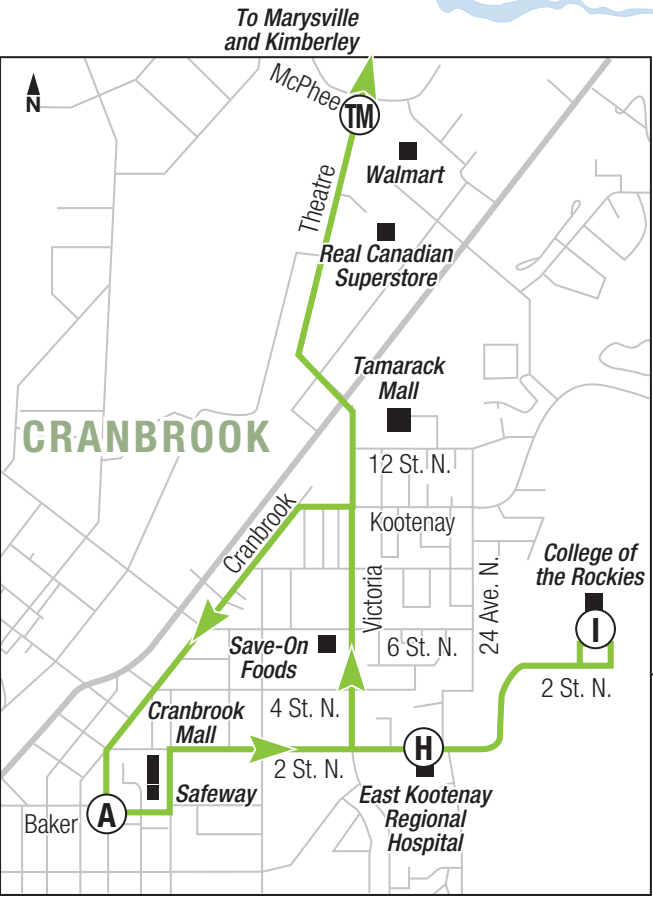 To Marysville
and Kimberley
N
McPhee
TM
Walmart
Theatre
Real Canadian
Superstore
Tamarack
Mall
CRANBROOK
12 St. N.
Cranbrook
Kootenay
College of
the Rockies
Victoria
24 Ave. N.
I
Save-On
Foods
6 St. N.
2 St. N.
4 St. N.
Cranbrook
Mall
H
2 St. N.
Safeway
East Kootenay
Regional
Hospital
Baker
A